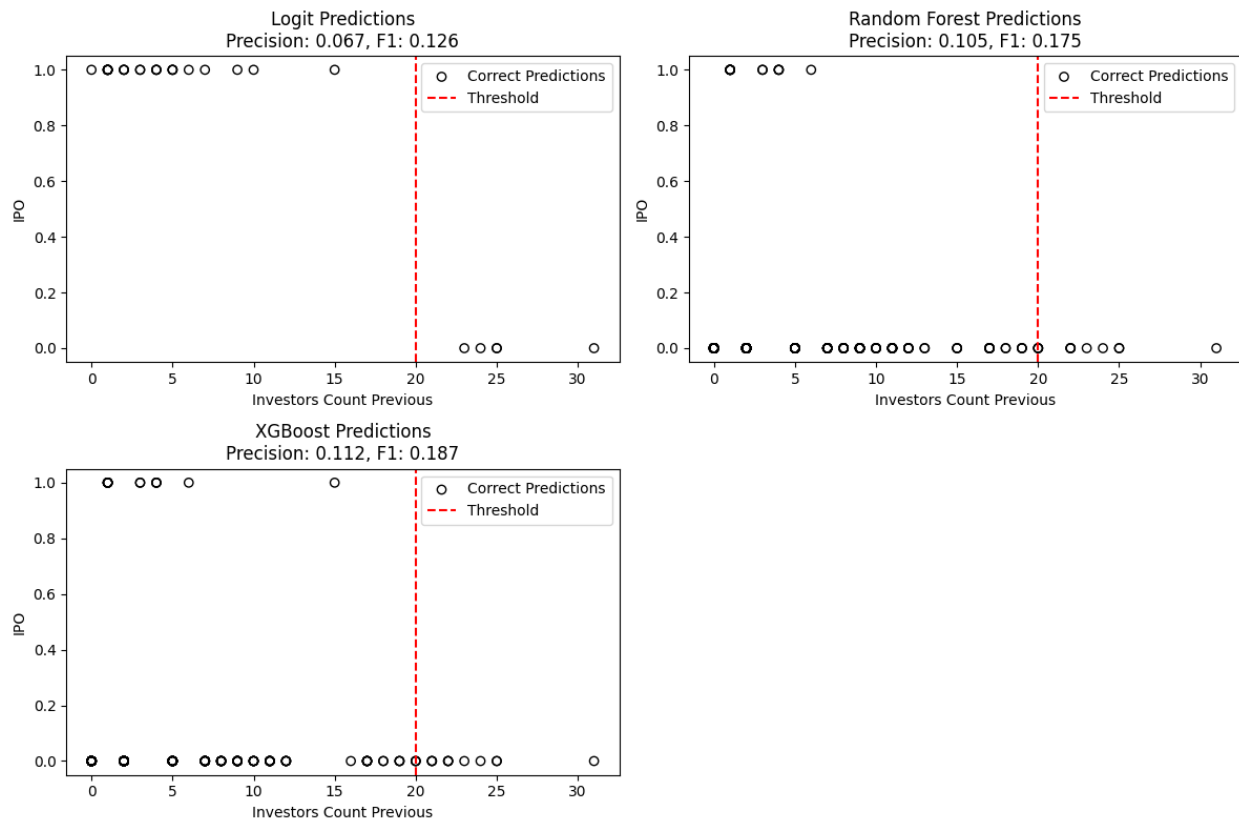 Logit Predictions
Precision: 0.067, F1: 0.126
1.0
0.8
0.6
0.4
0.2
0.0
IPO
0 5 10 15 20 25 30
Investors Count Previous
Correct Predictions
Threshold
Random Forest Predictions
Precision: 0.105, F1: 0.175
1.0
0.8
0.6
0.4
0.2
0.0
IPO
0 5 10 15 20 25 30
Investors Count Previous
Correct Predictions
Threshold
XGBoost Predictions
Precision: 0.112, F1: 0.187
1.0
0.8
0.6
0.4
0.2
0.0
IPO
0 5 10 15 20 25 30
Investors Count Previous
Correct Predictions
Threshold